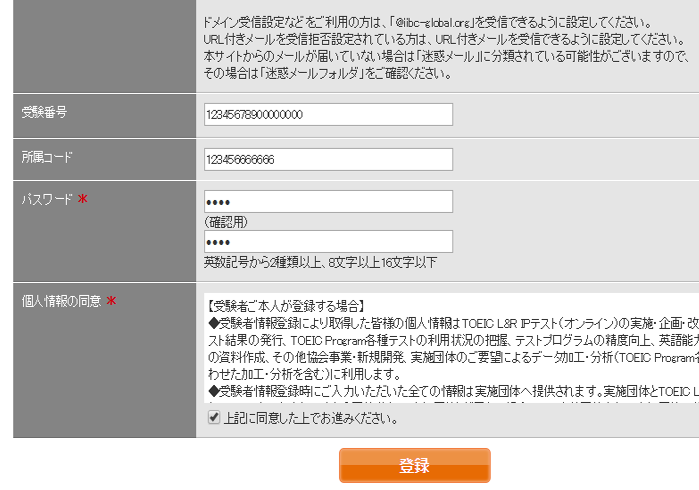 ドメイン受信設定などをご利用の方は、「@iibc-global.org」を受信できるように設定してください。
URL付きメールを受信拒否設定されている方は、URL付きメールを受信できるように設定してください。
本サイトからのメールが届いていない場合は「迷惑メール」に分類されている可能性がございますので、
その場合は「迷惑メールフォルダ」をご確認ください。
受験番号
12345678900000000
所属コード
123456666666
パスワード *
••••
(確認用)
••••
英数記号から2種類以上、8文字以上16文字以下
個人情報の同意 *
【受験者ご本人が登録する場合】
◆受験者情報登録により取得した皆様の個人情報はTOEIC L&R IPテスト(オンライン)の実施・企画・改
スト結果の発行、TOEIC Program各種テストの利用状況の把握、テストプログラムの精度向上、英語能力
の資料作成、その他協会事業・新規開発、実施団体のご要望によるデータ加工・分析(TOEIC Program各
わせた加工・分析を含む)に利用します。
◆受験者情報登録時にご入力いただいた全ての情報は実施団体へ提供されます。実施団体とTOEIC L
上記に同意した上でお進みください。
登録